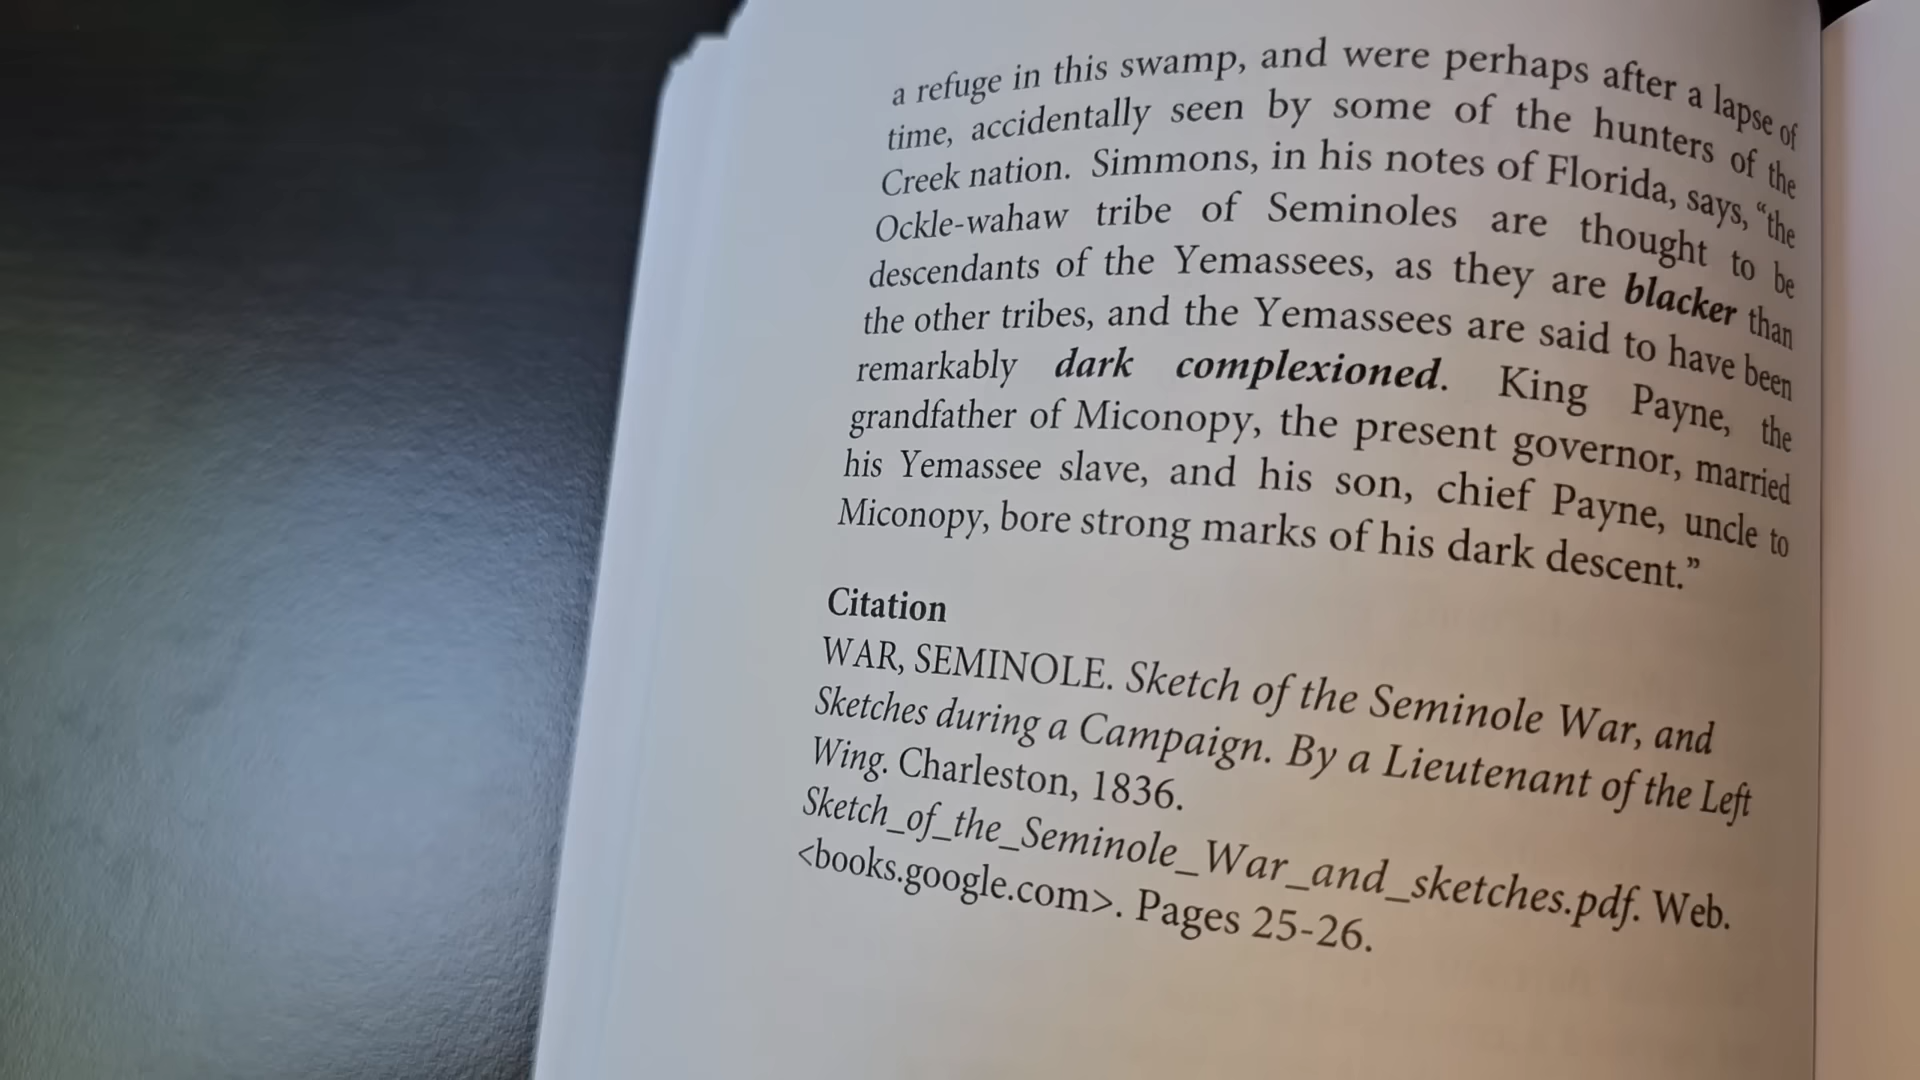 a refuge in this swamp, and were perhaps after a lapse of
time, accidentally seen by some of the hunters of the
Creek nation. Simmons, in his notes of Florida, says, “the
Ockle-wahaw tribe of Seminoles are thought to be
descendants of the Yemassees, as they are blacker than
the other tribes, and the Yemassees are said to have been
remarkably dark complexioned. King Payne, the
grandfather of Miconopy, the present governor, married
his Yemassee slave, and his son, chief Payne, uncle to
Miconopy, bore strong marks of his dark descent.”
Citation
WAR, SEMINOLE. Sketch of the Seminole War, and
Sketches during a Campaign. By a Lieutenant of the Left
Wing. Charleston, 1836.
Sketch_of_the_Seminole_War_and_sketches.pdf. Web.
<books.google.com>. Pages 25-26.